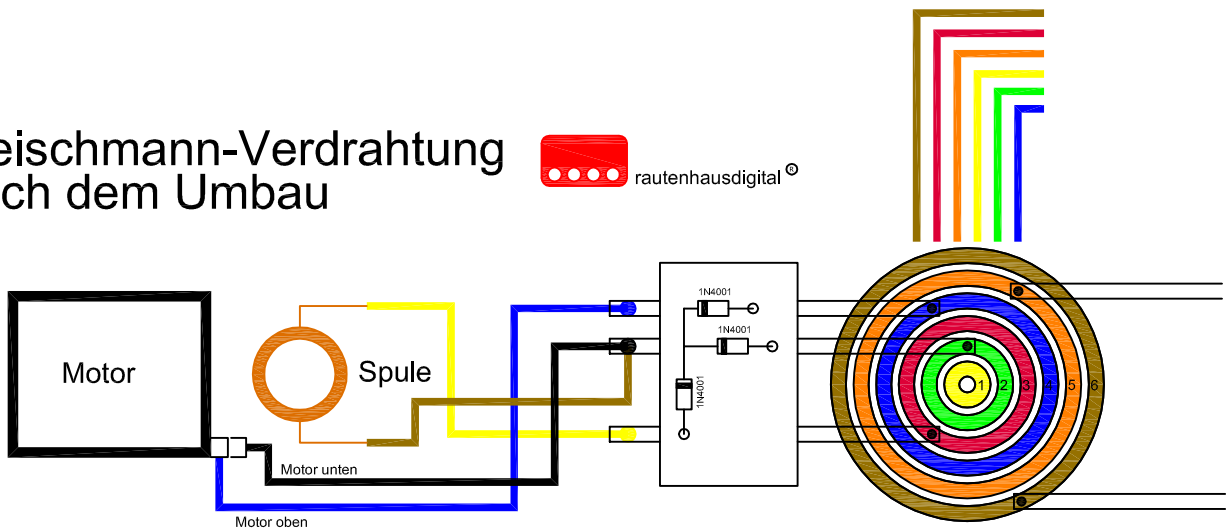 eischmann-Verdrahtung
ch dem Umbau
rautenhausdigital ®
1N4001
1N4001
1N4001
Motor
Spule
1 2 3 4 5 6
Motor unten
Motor oben